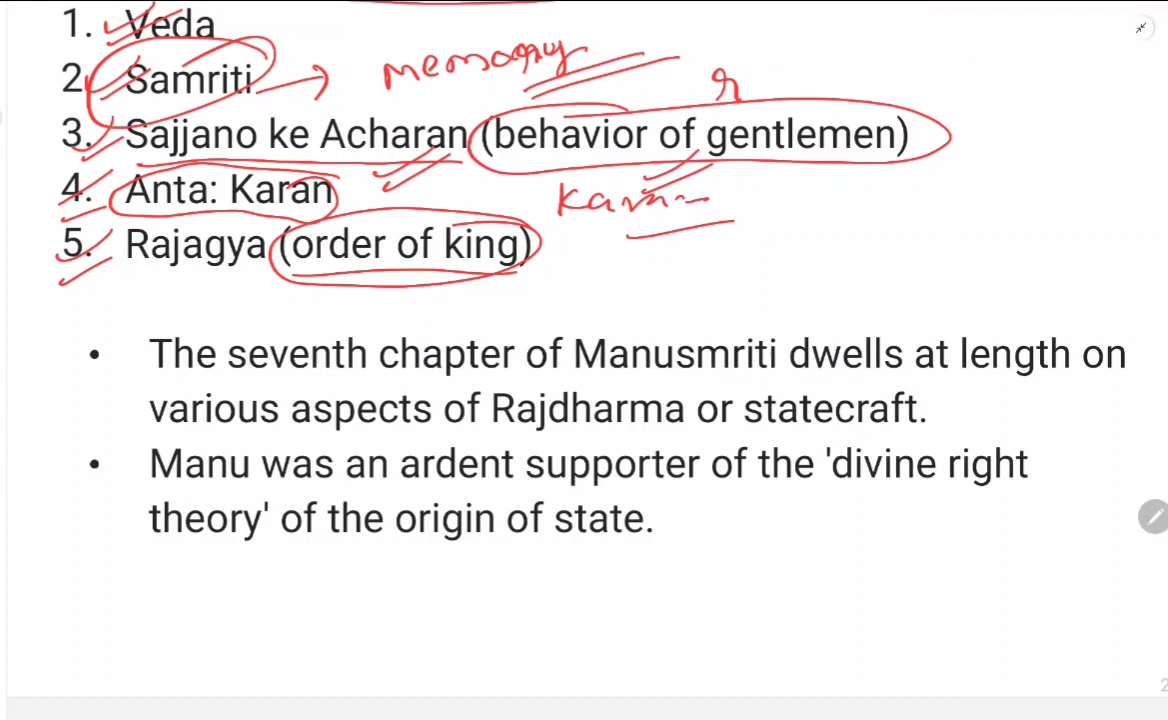 1. Veda
2. Samriti → memory
3. Sajjano ke Acharan (behavior of gentlemen)
4. Anta: Karan
5. Rajagya (order of king)
• The seventh chapter of Manusmriti dwells at length on
various aspects of Rajdharma or statecraft.
• Manu was an ardent supporter of the 'divine right
theory' of the origin of state.
2